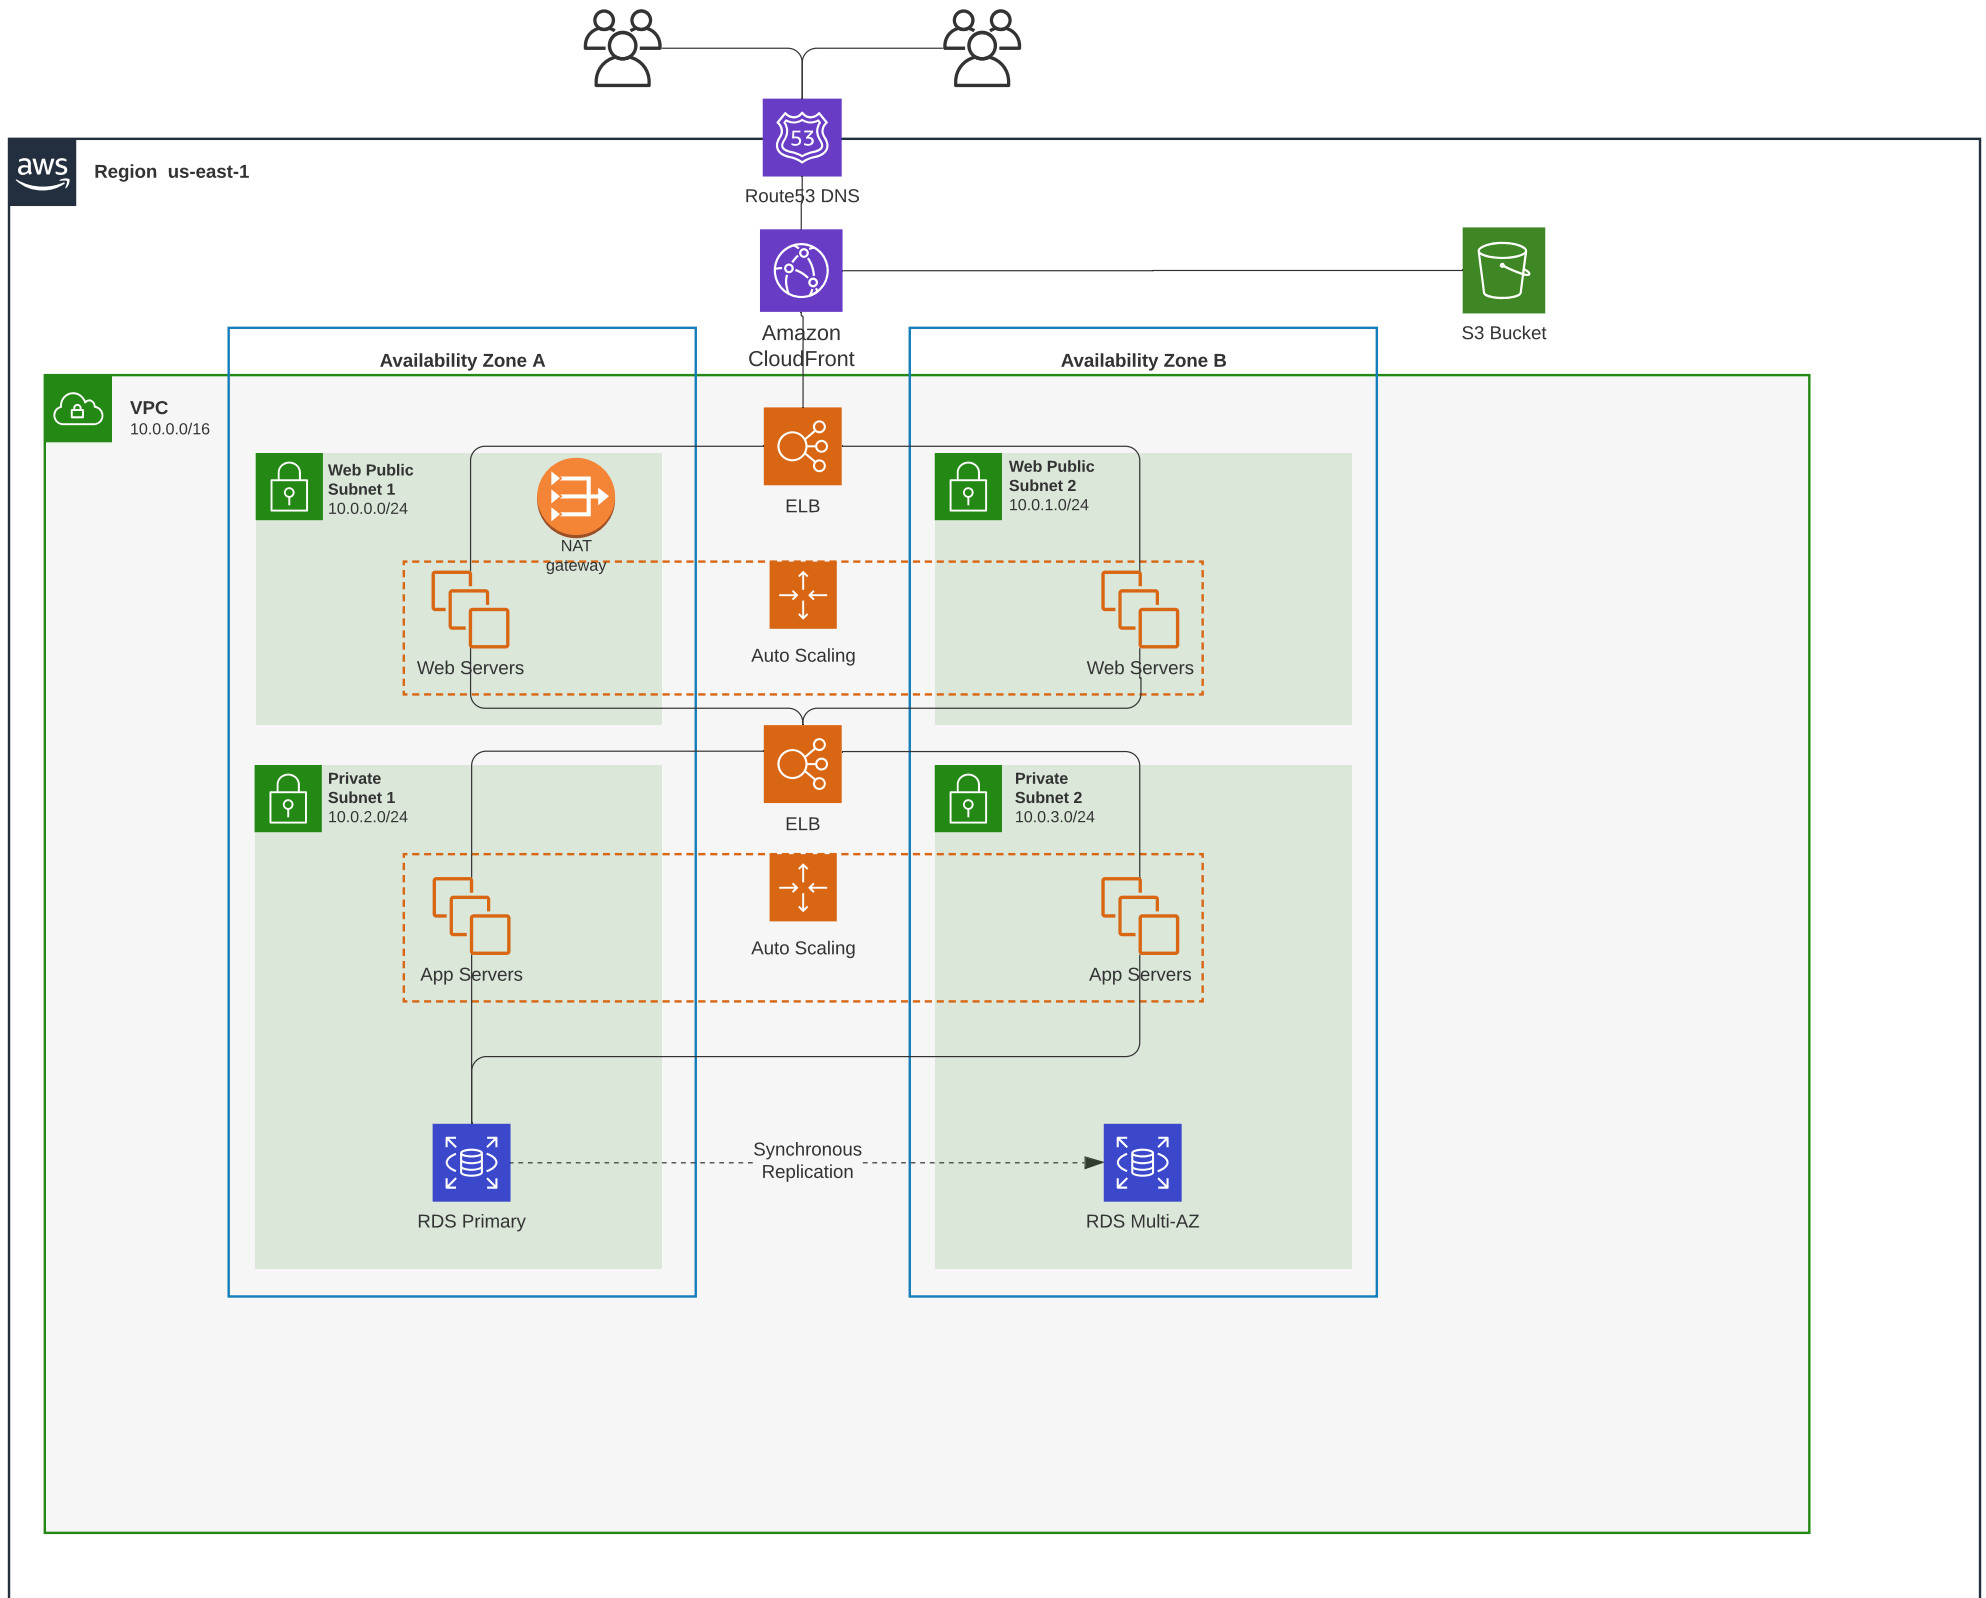 53
aws
Region us-east-1
Route53 DNS
Amazon
CloudFront
S3 Bucket
Availability Zone A
Availability Zone B
VPC
10.0.0.0/16
Web Public
Subnet 1
10.0.0.0/24
NAT
gateway
ELB
Web Public
Subnet 2
10.0.1.0/24
Web Servers
Auto Scaling
Web Servers
Private
Subnet 1
10.0.2.0/24
ELB
Private
Subnet 2
10.0.3.0/24
App Servers
Auto Scaling
App Servers
Synchronous
Replication
RDS Primary
RDS Multi-AZ